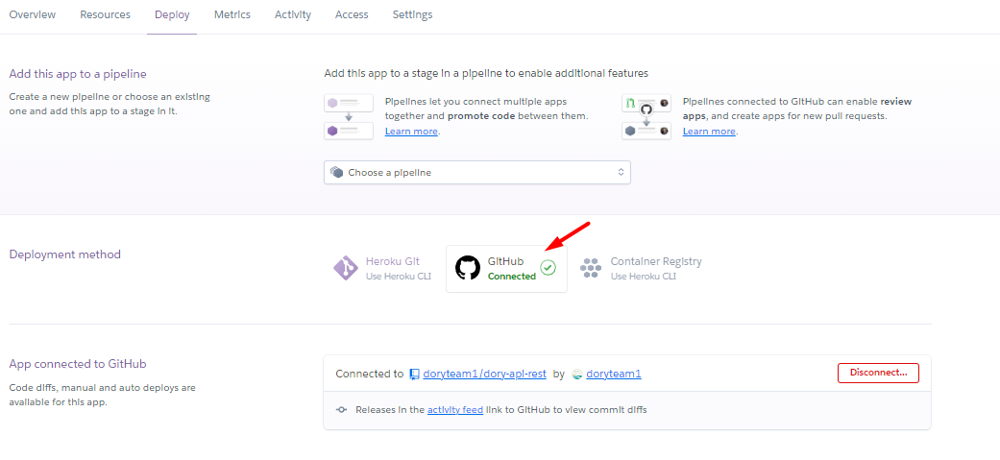 Overview Resources Deploy Metrics Activity Access Settings
Add this app to a pipeline
Create a new pipeline or choose an existing
one and add this app to a stage in it.
Add this app to a stage in a pipeline to enable additional features
Pipelines let you connect multiple apps
together and promote code between them.
Learn more.
Pipelines connected to GitHub can enable review
apps, and create apps for new pull requests.
Learn more.
Choose a pipeline
Deployment method
Heroku Git
Use Heroku CLI
GitHub
Connected
Container Registry
Use Heroku CLI
App connected to GitHub
Code diffs, manual and auto deploys are
available for this app.
Connected to doryteam1/dory-api-rest by doryteam1
Disconnect...
Releases in the activity feed link to GitHub to view commit diffs